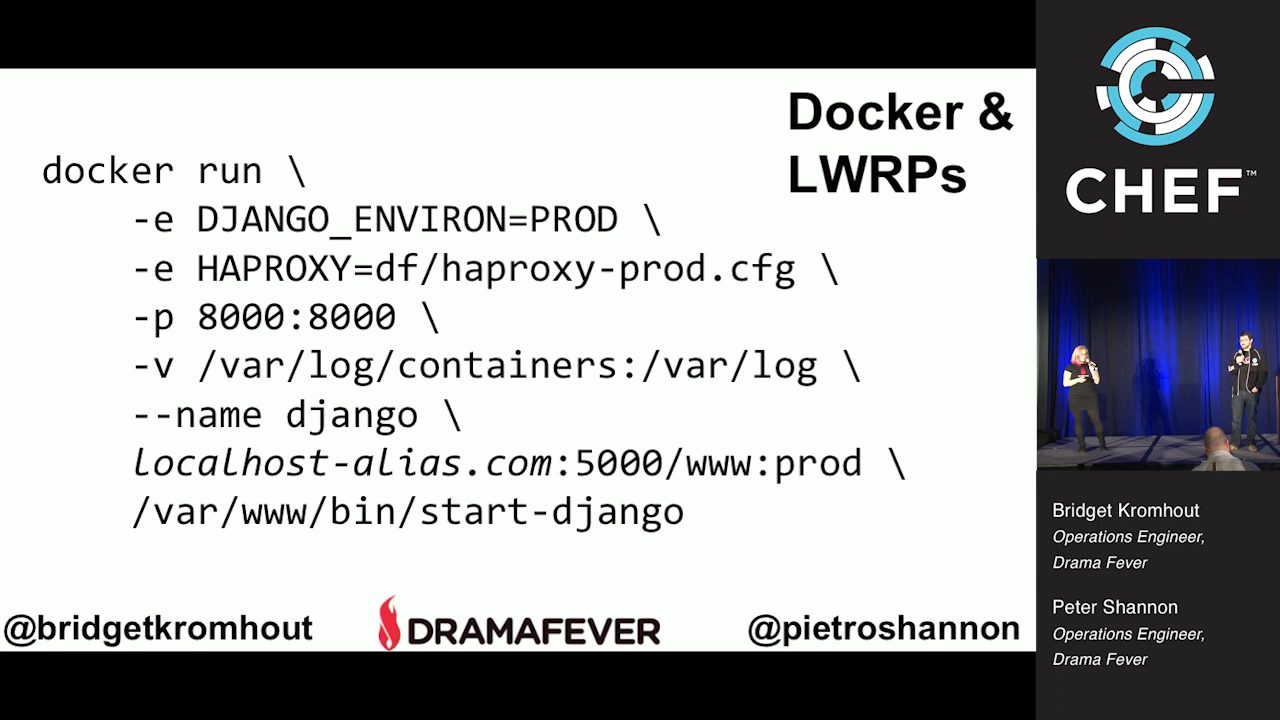 Docker &
LWRPs
docker run \
-e DJANGO_ENVIRON=PROD \
-e HAPROXY=df/haproxy-prod.cfg \
-p 8000:8000 \
-v /var/log/containers:/var/log \
--name django \
localhost-alias.com:5000/www:prod \
/var/www/bin/start-django
@bridgetkromhout
DRAMAFEVER
@pietroshannon
CHEF™
Bridget Kromhout
Operations Engineer,
Drama Fever
Peter Shannon
Operations Engineer,
Drama Fever